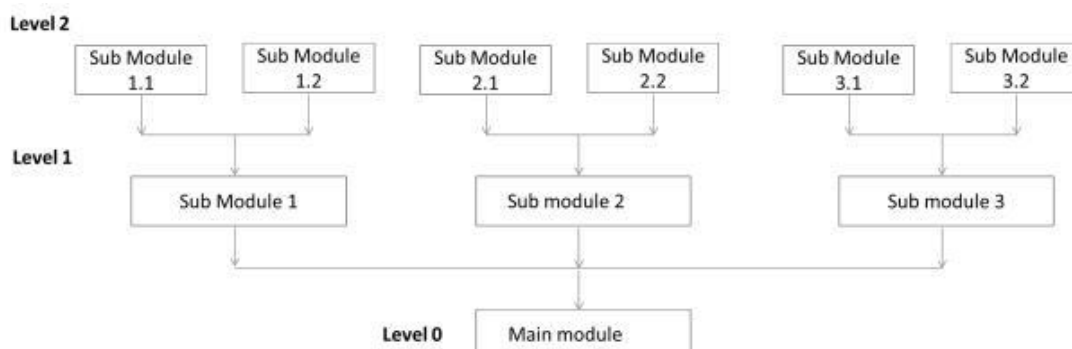 Level 2
Sub Module
1.1
Sub Module
1.2
Sub Module
2.1
Sub Module
2.2
Sub Module
3.1
Sub Module
3.2
Level 1
Sub Module 1
Sub module 2
Sub module 3
Level 0
Main module